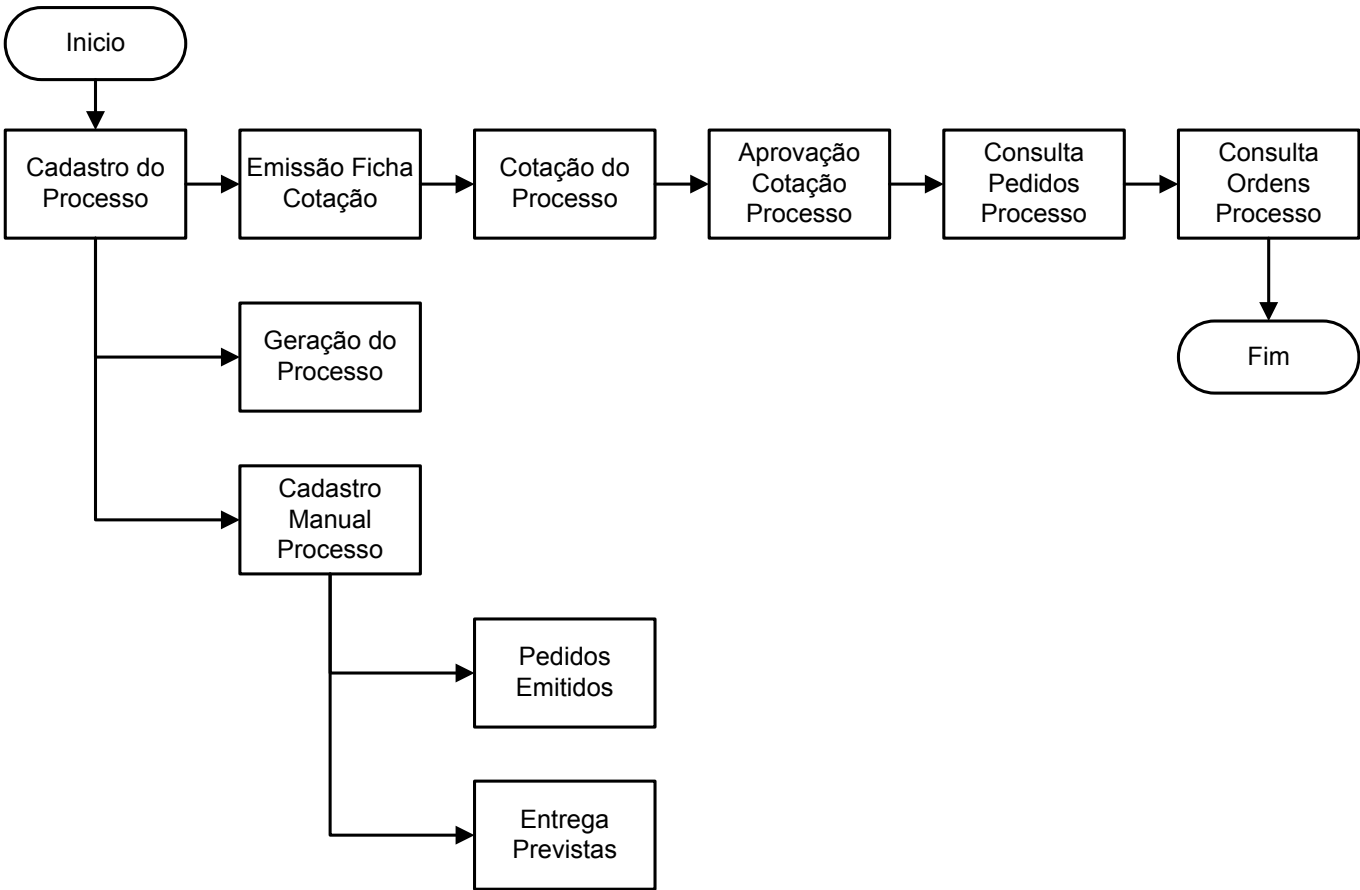 Inicio
Cadastro do
Processo
Emissão Ficha
Cotação
Cotação do
Processo
Aprovação
Cotação
Processo
Consulta
Pedidos
Processo
Consulta
Ordens
Processo
Geração do
Processo
Fim
Cadastro
Manual
Processo
Pedidos
Emitidos
Entrega
Previstas